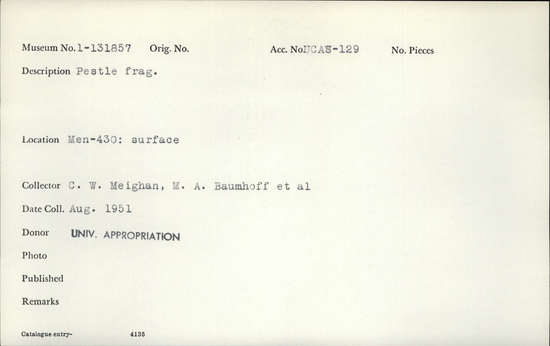 Museum No. 1-131857 Orig. No. Acc. No. UCAS-129 No. Pieces
Description Pestle frag.
Location Men-430: surface
Collector C. W. Meighan, M. A. Baumhoff et al
Date Coll. Aug. 1951
Donor UNIV. APPROPRIATION
Photo
Published
Remarks
Catalogue entry- 4135